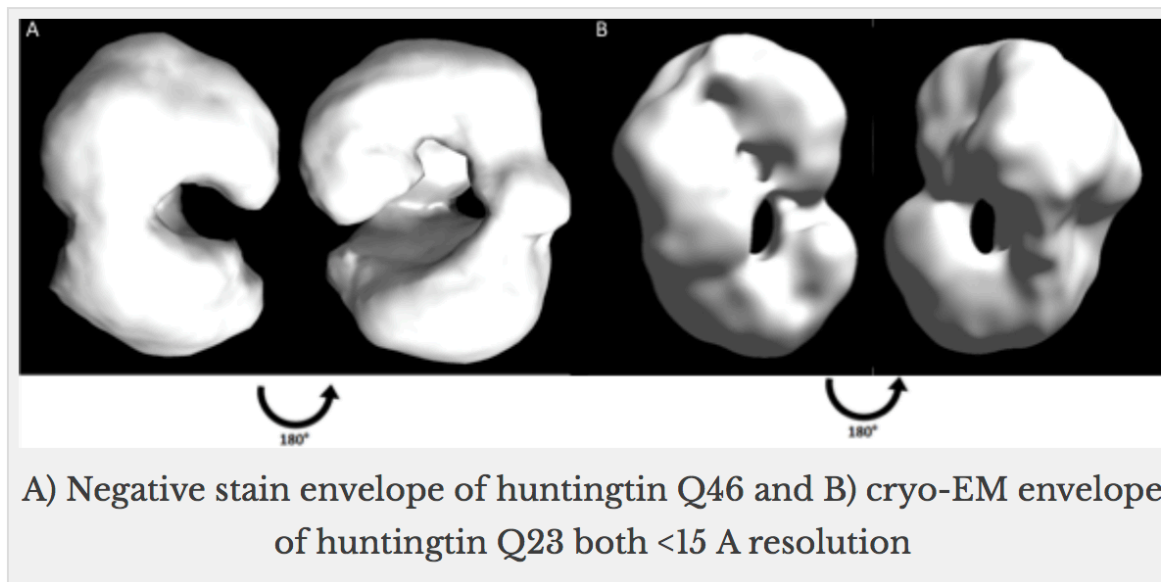 A
B
180°
180°
A) Negative stain envelope of huntingtin Q46 and B) cryo-EM envelope
of huntingtin Q23 both <15 A resolution